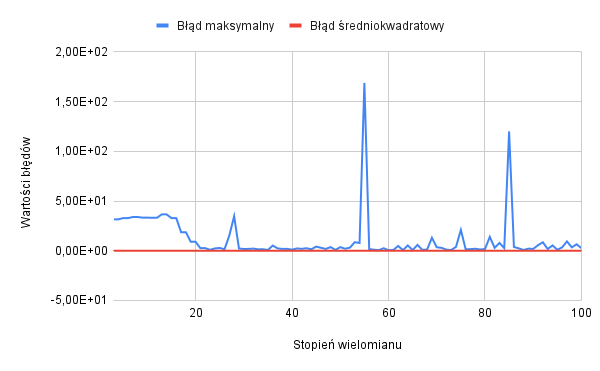 Błąd maksymalny Błąd średniokwadratowy
2,00E+02
1,50E+02
1,00E+02
5,00E+01
0,00E+00
-5,00E+01
Wartości błędów
20 40 60 80 100
Stopień wielomianu